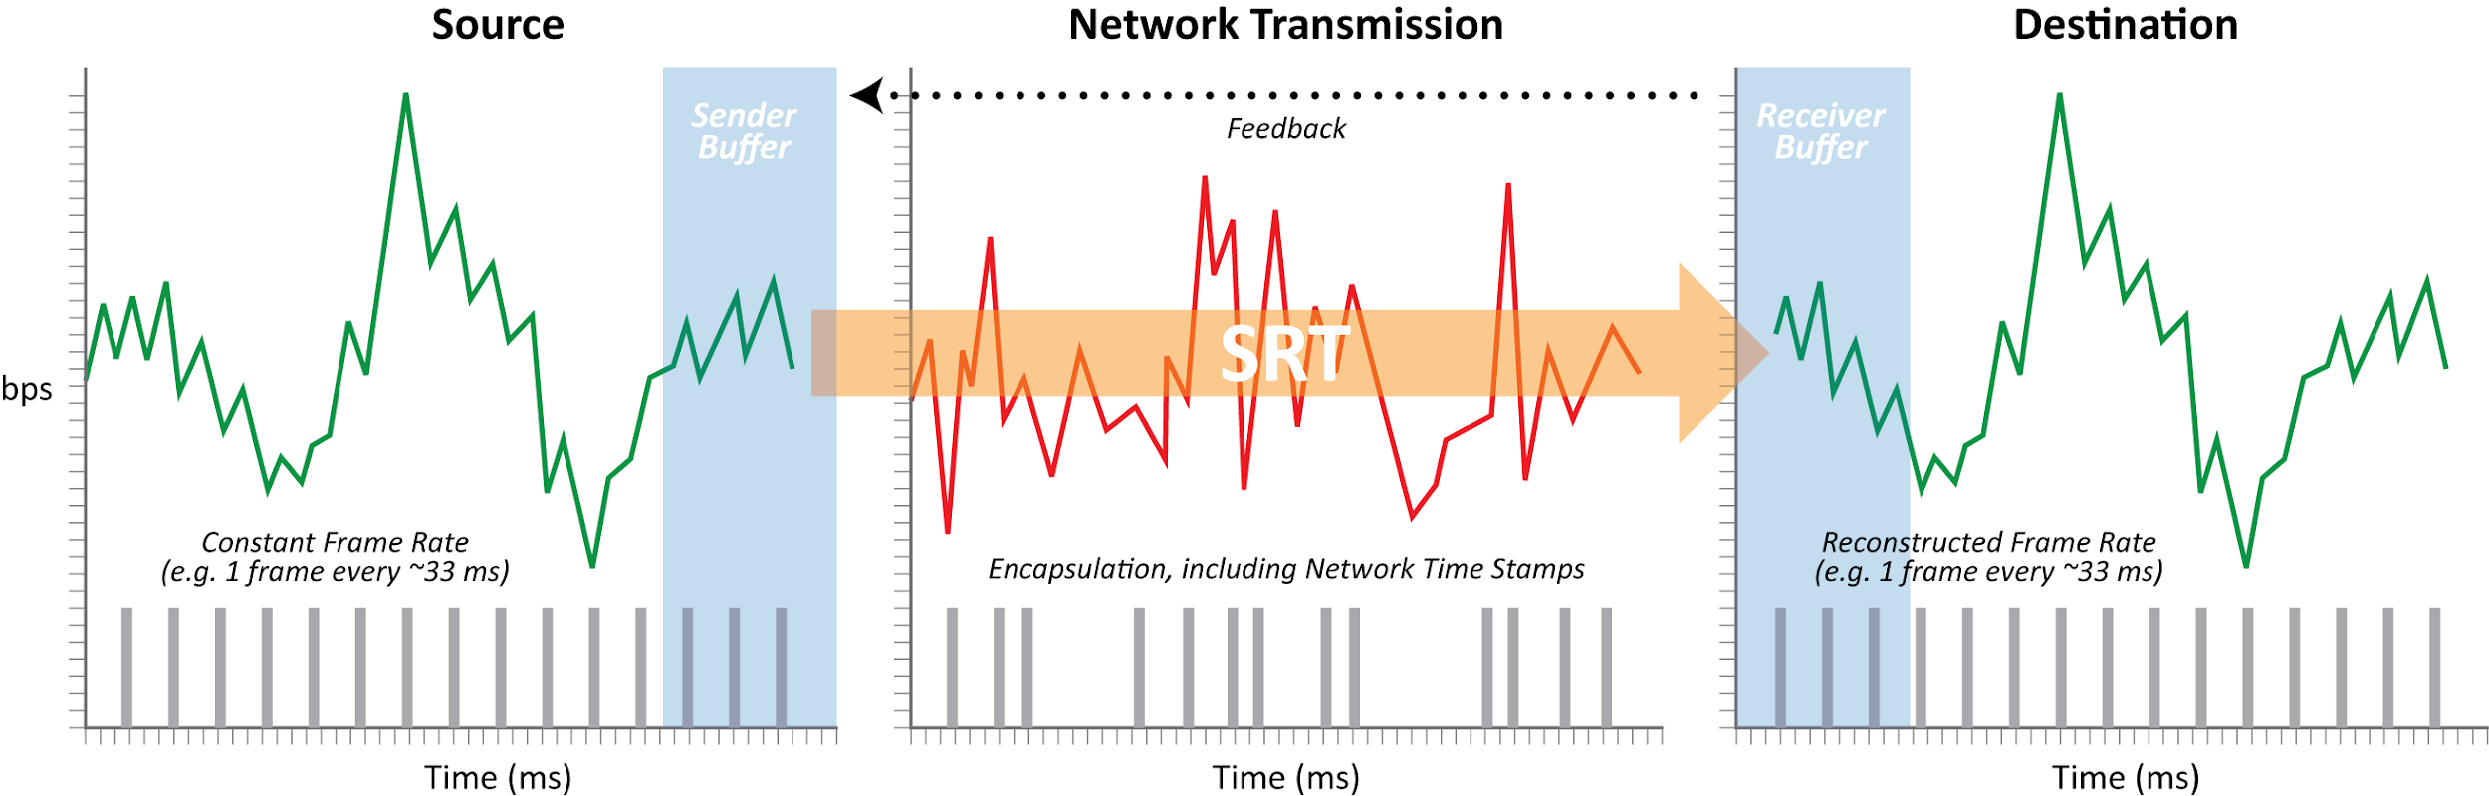 Source
Network Transmission
Destination
Sender
Buffer
Feedback
Receiver
Buffer
SRT
bps
Constant Frame Rate
(e.g. 1 frame every ~33 ms)
Encapsulation, including Network Time Stamps
Reconstructed Frame Rate
(e.g. 1 frame every ~33 ms)
Time (ms)
Time (ms)
Time (ms)